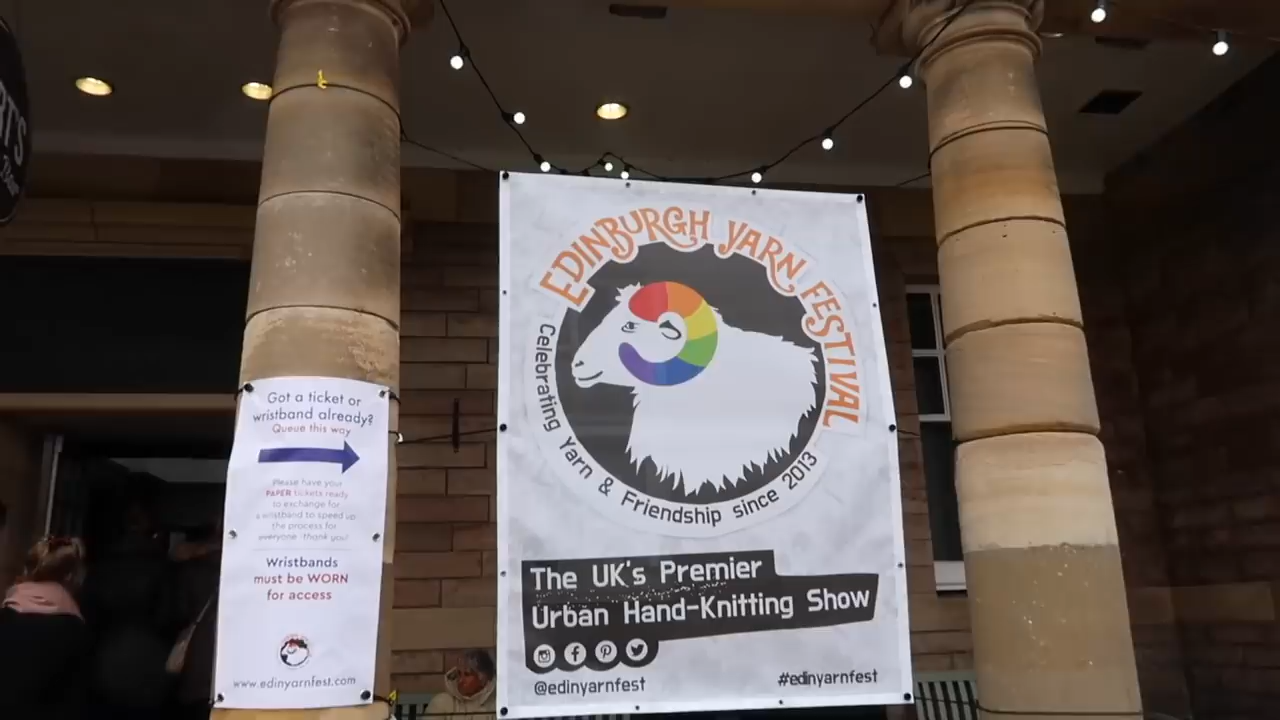 RT'S
Got a ticket or
wristband already?
Queue this way
Please have your
PAPER tickets ready
to exchange for
a wristband to speed up
the process for
everyone - thank you!
Wristbands
must be WORN
for access
www.edinyarnfest.com
EDINBURGH YARN FESTIVAL
Celebrating Yarn & Friendship since 2013
The UK's Premier
Urban Hand-Knitting Show
@edinyarnfest
#edinyarnfest